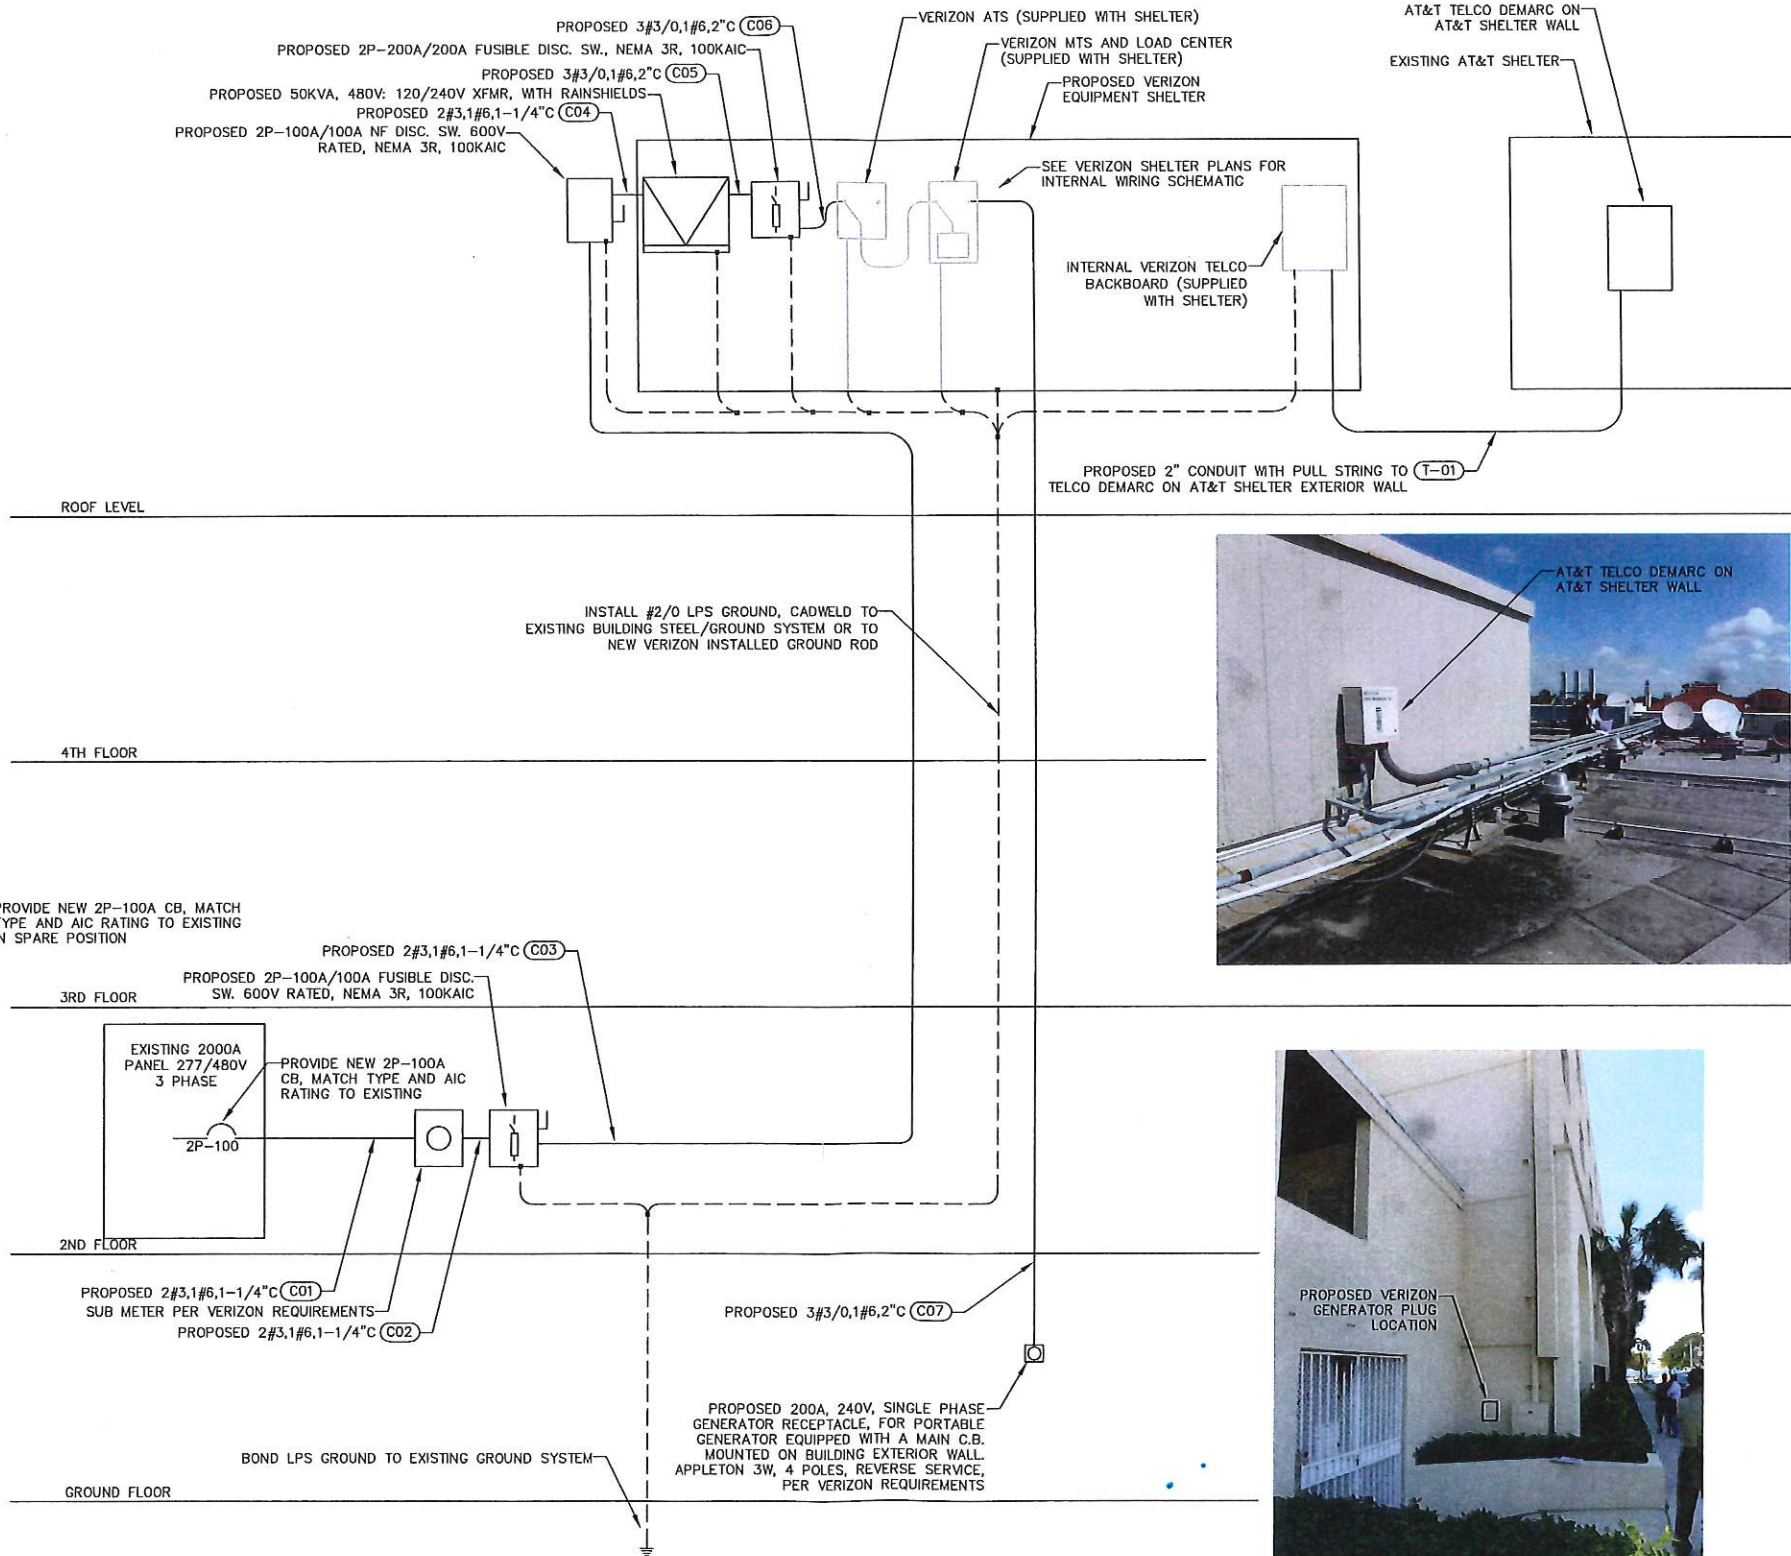 PROPOSED 3#3/0,1#6,2"C C06
PROPOSED 2P-200A/200A FUSIBLE DISC. SW., NEMA 3R, 100KAIC
PROPOSED 3#3/0,1#6,2"C C05
PROPOSED 50KVA, 480V: 120/240V XFMR, WITH RAINSHIELDS
PROPOSED 2#3,1#6,1-1/4"C C04
PROPOSED 2P-100A/100A NF DISC. SW. 600V
RATED, NEMA 3R, 100KAIC
VERIZON ATS (SUPPLIED WITH SHELTER)
VERIZON MTS AND LOAD CENTER
(SUPPLIED WITH SHELTER)
PROPOSED VERIZON
EQUIPMENT SHELTER
AT&T TELCO DEMARC ON
AT&T SHELTER WALL
EXISTING AT&T SHELTER
SEE VERIZON SHELTER PLANS FOR
INTERNAL WIRING SCHEMATIC
INTERNAL VERIZON TELCO
BACKBOARD (SUPPLIED
WITH SHELTER)
PROPOSED 2" CONDUIT WITH PULL STRING TO T-01
TELCO DEMARC ON AT&T SHELTER EXTERIOR WALL
ROOF LEVEL
AT&T TELCO DEMARC ON
AT&T SHELTER WALL
INSTALL #2/0 LPS GROUND, CADWELD TO
EXISTING BUILDING STEEL/GROUND SYSTEM OR TO
NEW VERIZON INSTALLED GROUND ROD
4TH FLOOR
PROVIDE NEW 2P-100A CB, MATCH
TYPE AND AIC RATING TO EXISTING
N SPARE POSITION
PROPOSED 2#3,1#6,1-1/4"C C03
PROPOSED 2P-100A/100A FUSIBLE DISC.
SW. 600V RATED, NEMA 3R, 100KAIC
3RD FLOOR
EXISTING 2000A
PANEL 277/480V
3 PHASE
PROVIDE NEW 2P-100A
CB, MATCH TYPE AND AIC
RATING TO EXISTING
2P-100
2ND FLOOR
PROPOSED 2#3,1#6,1-1/4"C C01
SUB METER PER VERIZON REQUIREMENTS
PROPOSED 2#3,1#6,1-1/4"C C02
PROPOSED 3#3/0,1#6,2"C C07
PROPOSED VERIZON
GENERATOR PLUG
LOCATION
PROPOSED 200A, 240V, SINGLE PHASE
GENERATOR RECEPTACLE, FOR PORTABLE
GENERATOR EQUIPPED WITH A MAIN C.B.
MOUNTED ON BUILDING EXTERIOR WALL.
APPLETON 3W, 4 POLES, REVERSE SERVICE,
PER VERIZON REQUIREMENTS
BOND LPS GROUND TO EXISTING GROUND SYSTEM
GROUND FLOOR